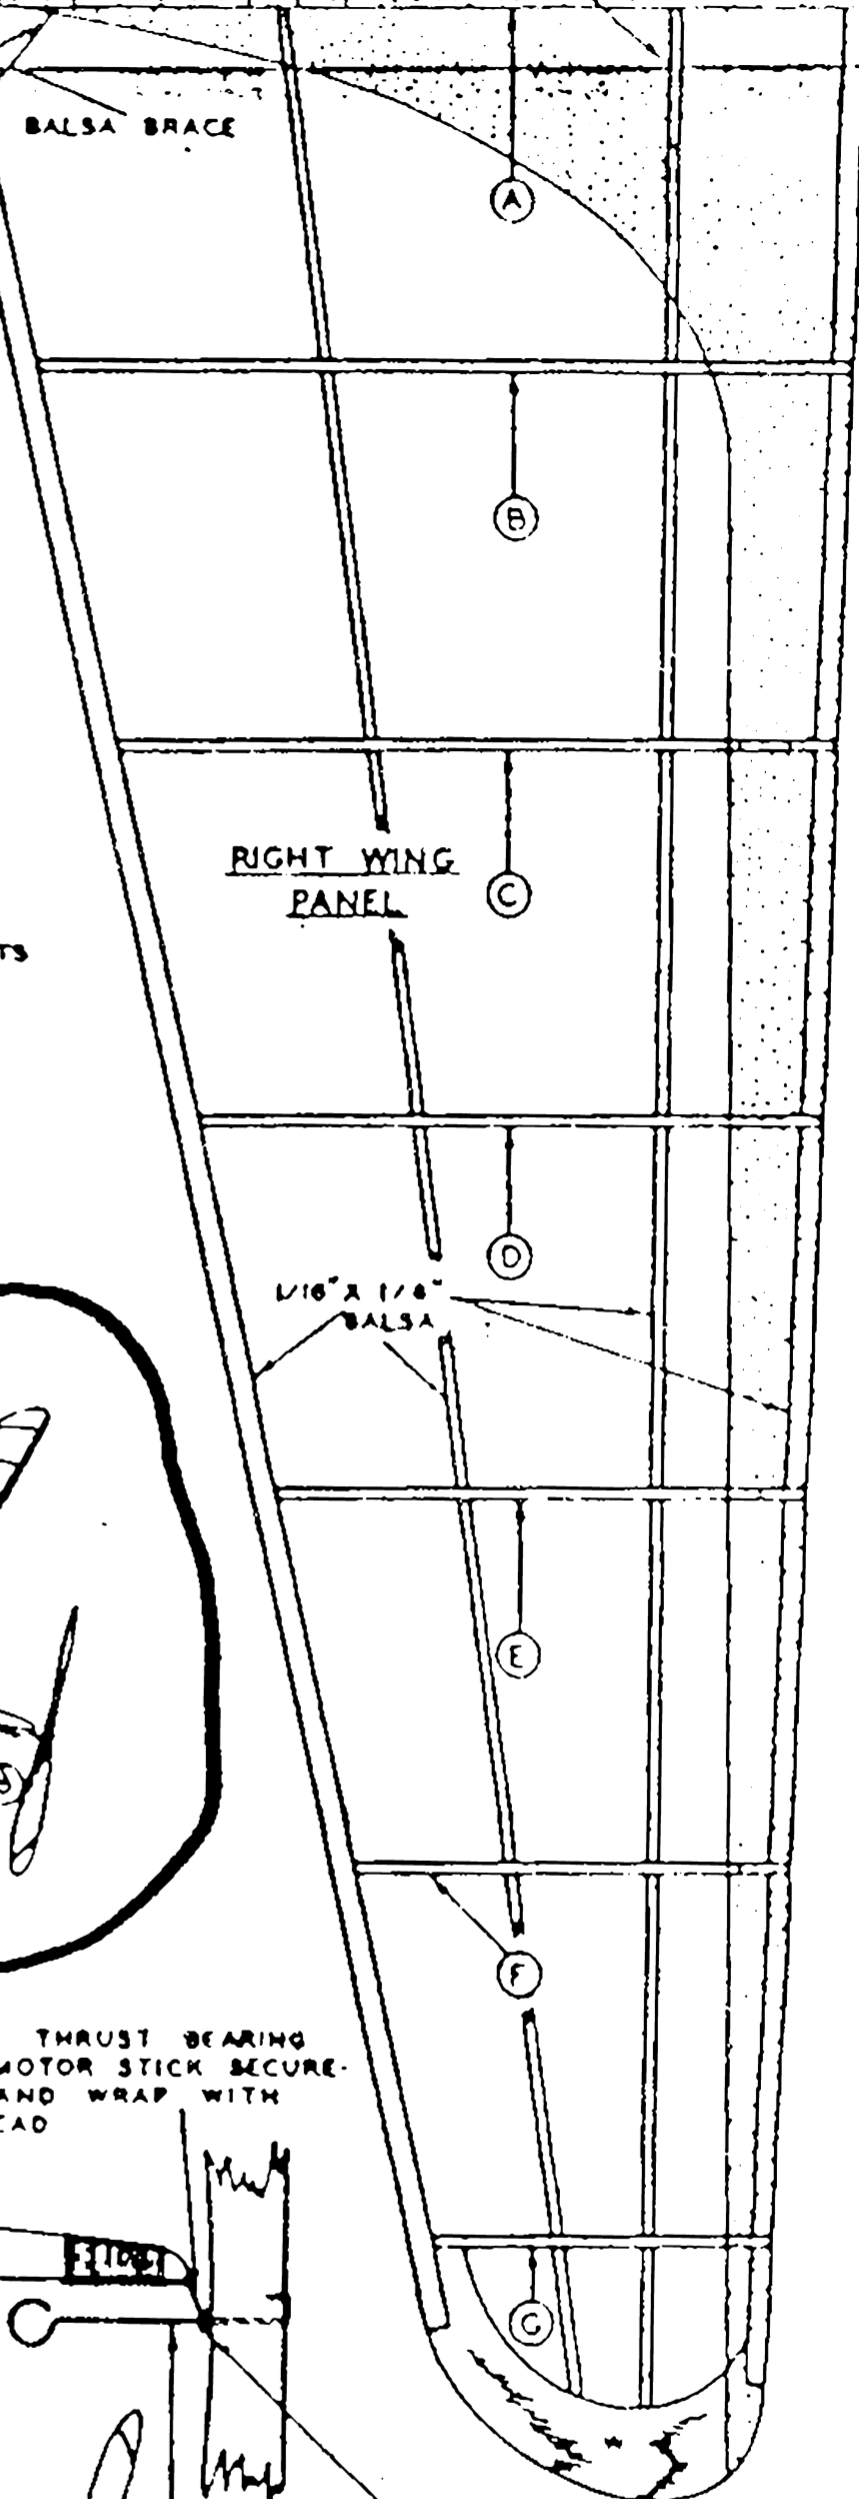 BALSA BRACE
A
B
RIGHT WING
PANEL
C
D
1/16" X 1/8"
BALSA
E
F
THRUST BEARING
MOTOR STICK SECURE-
AND WRAP WITH